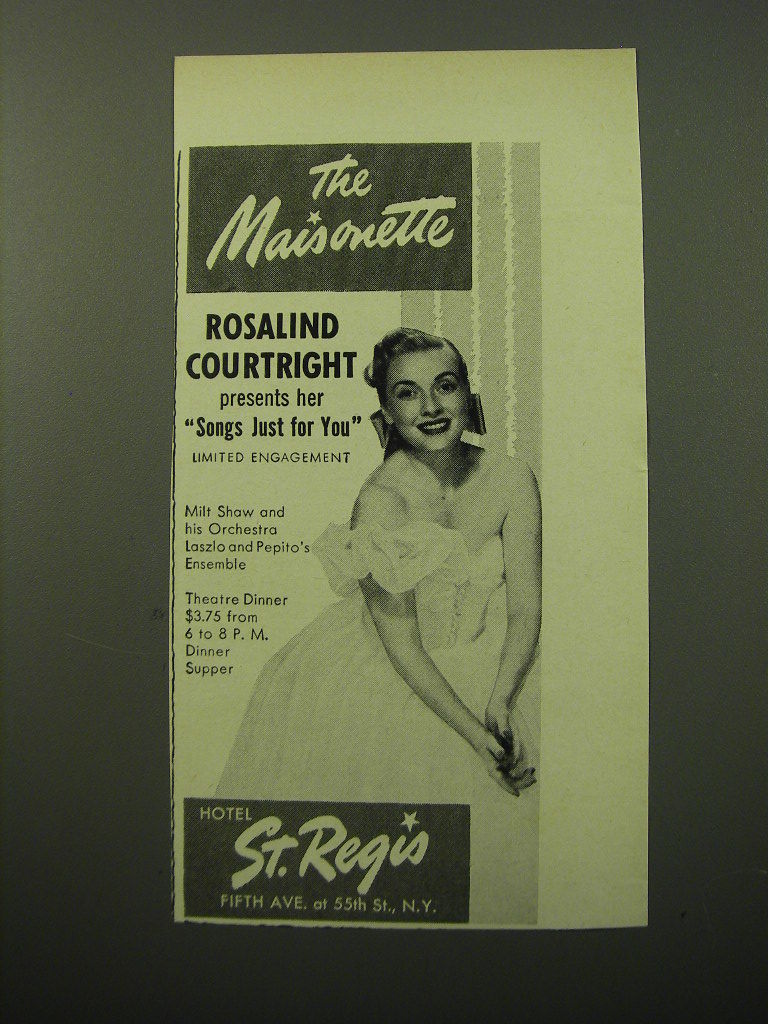 The
Maisonette
ROSALIND
COURTRIGHT
presents her
"Songs Just for You"
LIMITED ENGAGEMENT
Milt Shaw and
his Orchestra
Laszlo and Pepito's
Ensemble
Theatre Dinner
$3.75 from
6 to 8 P. M.
Dinner
Supper
HOTEL
St. Regis
FIFTH AVE. at 55th St., N.Y.